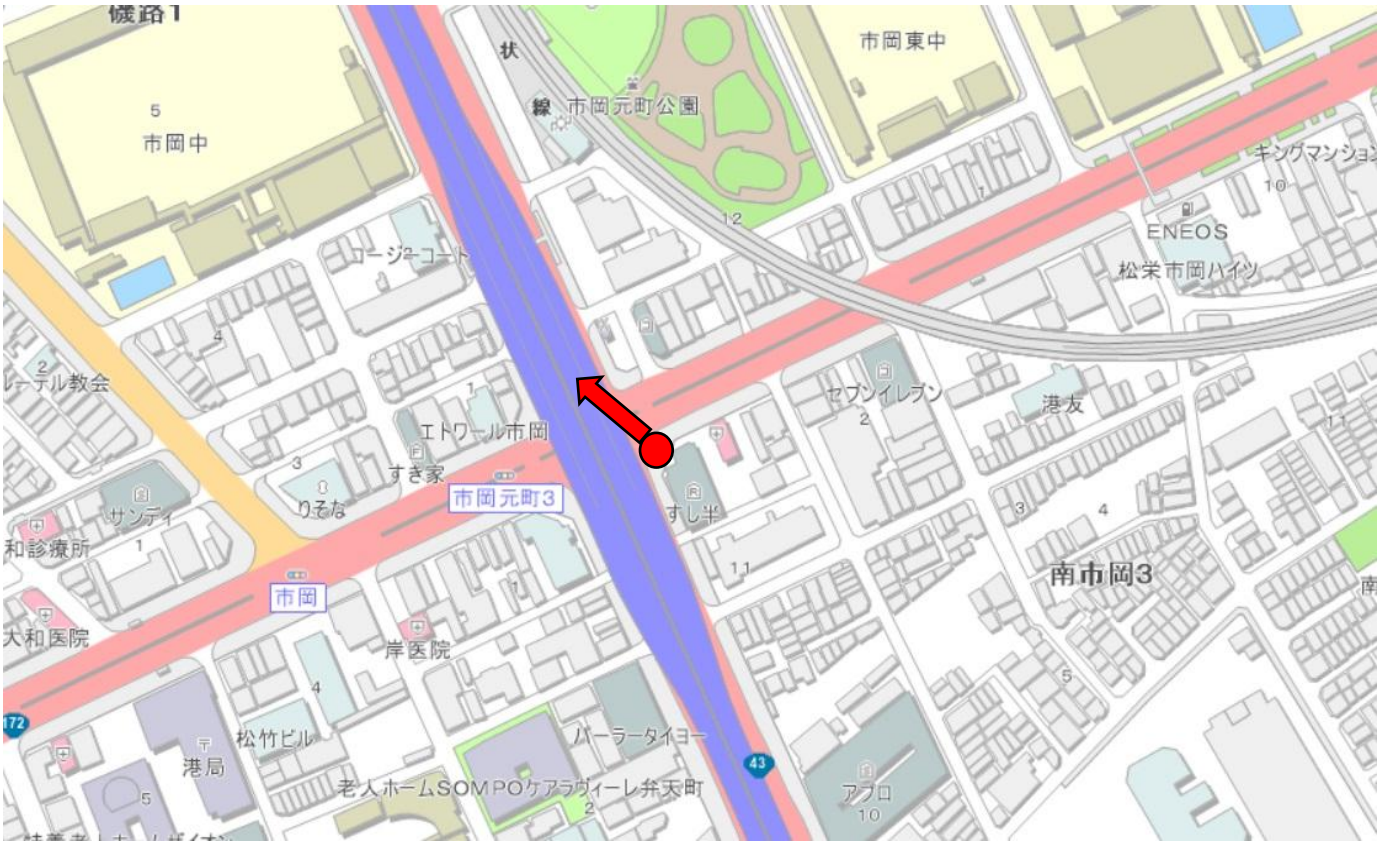 磯路1
状
線
市岡元町公園
市岡東中
5
市岡中
キングマンション
10
1
12
ENEOS
松栄市岡ハイツ
コージーコート
2
4
ルーテル教会
2
1
エトワール市岡
すき家
セブンイレブン
2
港友
11
3
りそな
市岡元町3
すし半
サンディ
和診療所
1
3
4
南市岡3
南
11
市岡
1
大和医院
岸医院
5
4
172
松竹ビル
〒
港局
パーラータイヨー
43
老人ホームSOMPOケアラヴィーレ弁天町
2
アプロ
10
5